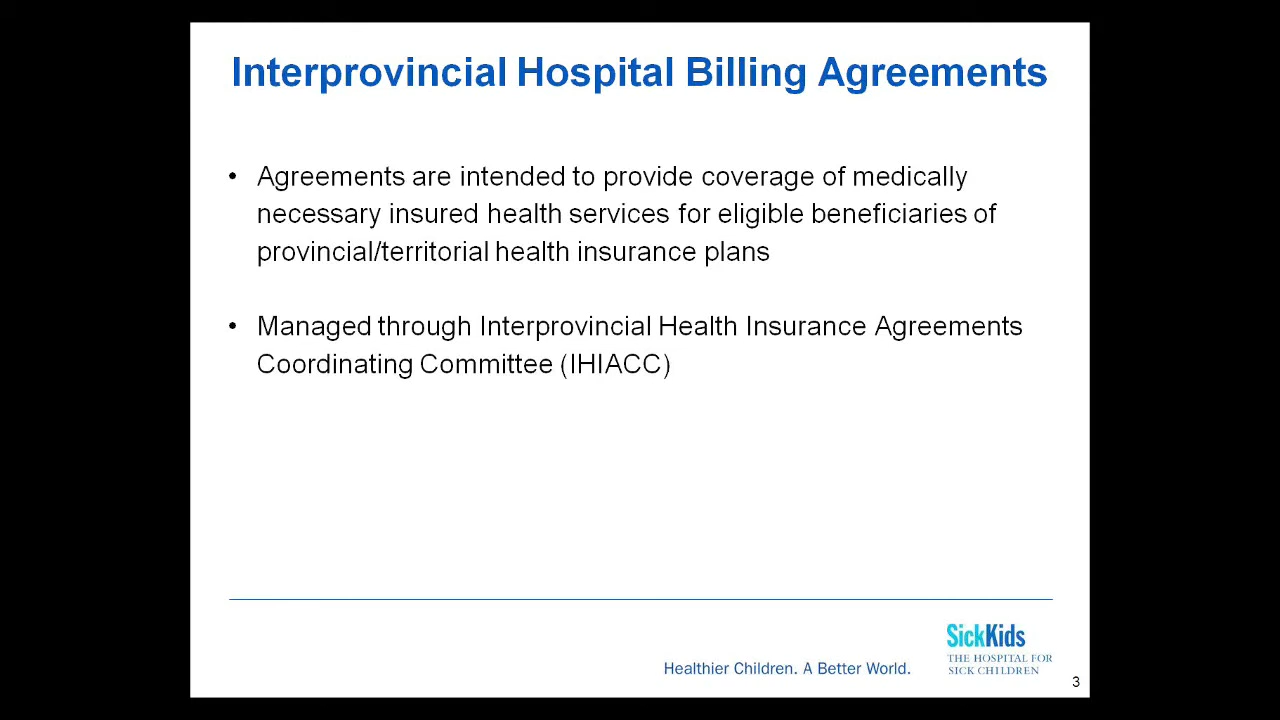 Interprovincial Hospital Billing Agreements
• Agreements are intended to provide coverage of medically
necessary insured health services for eligible beneficiaries of
provincial/territorial health insurance plans
• Managed through Interprovincial Health Insurance Agreements
Coordinating Committee (IHIACC)
Healthier Children. A Better World.
SickKids
THE HOSPITAL FOR
SICK CHILDREN
3